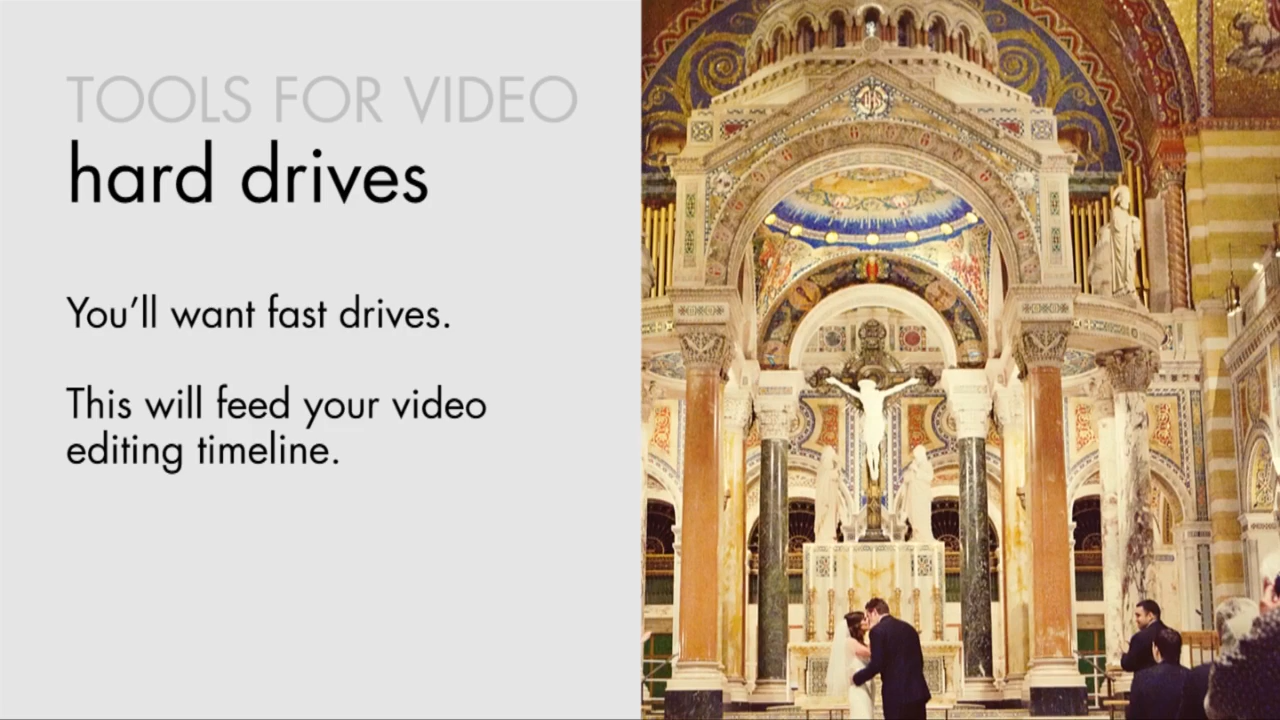 TOOLS FOR VIDEO
hard drives
You'll want fast drives.
This will feed your video
editing timeline.